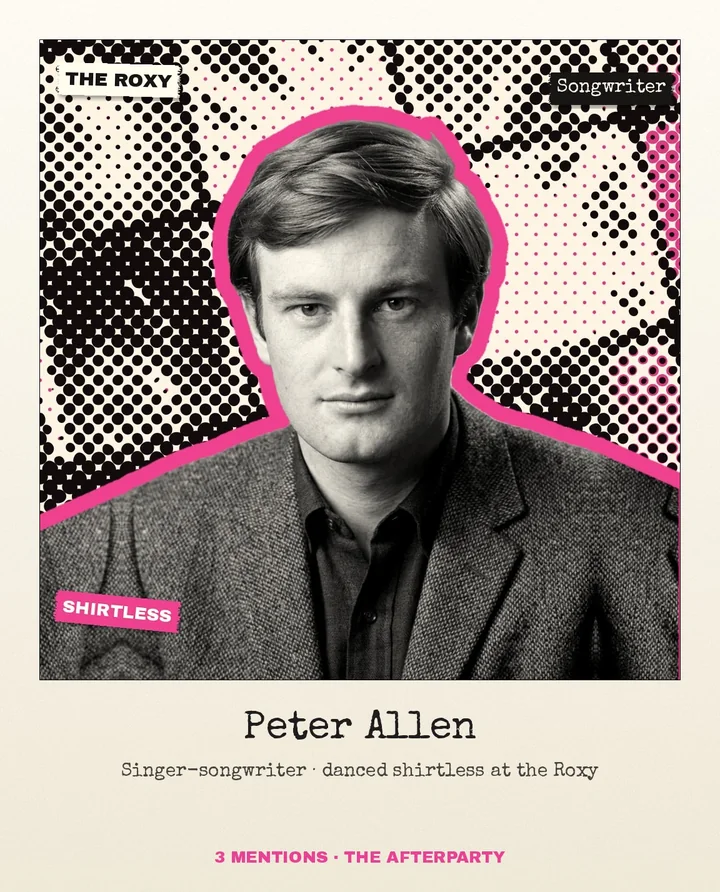 THE ROXY
Songwriter
SHIRTLESS
Peter Allen
Singer-songwriter · danced shirtless at the Roxy
3 MENTIONS · THE AFTERPARTY